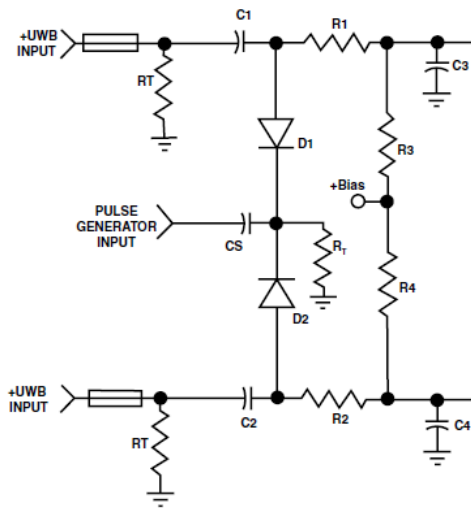 +UWB
INPUT
C1
R1
RT
C3
D1
R3
+Bias
PULSE
GENERATOR
INPUT
CS
RT
R4
D2
+UWB
INPUT
C2
R2
RT
C4